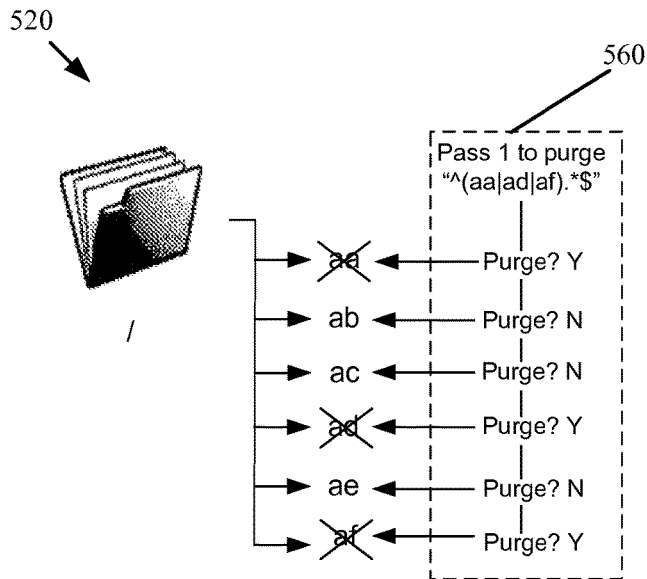 520
560
Pass 1 to purge
“^(aa|ad|af).*$”
/
aa Purge? Y
ab Purge? N
ac Purge? N
ad Purge? Y
ae Purge? N
af Purge? Y